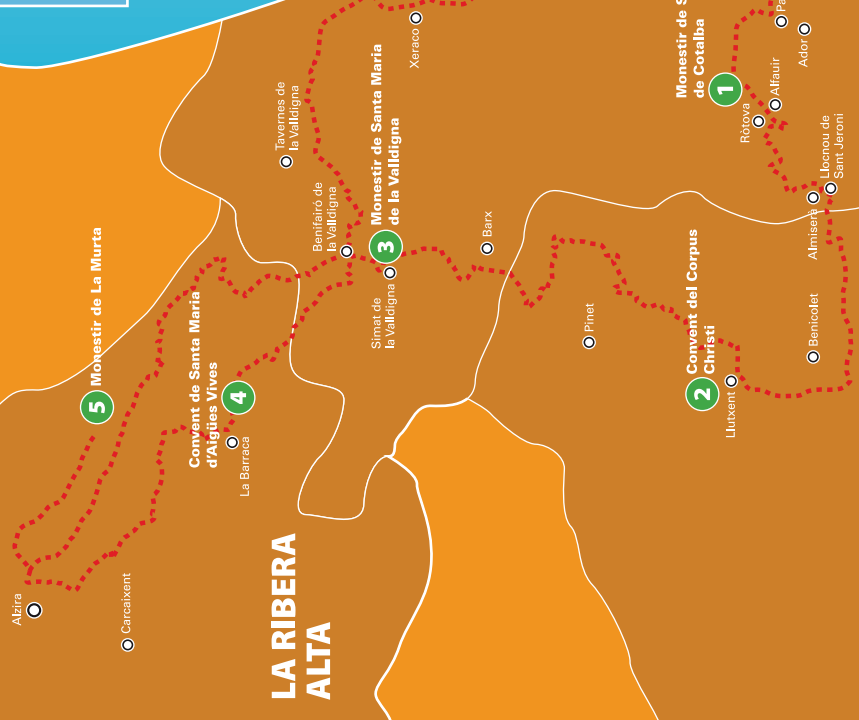 Alzira
Carcaixent
5 Monestir de La Murta
Convent de Santa Maria
d'Aigües Vives
4
La Barraca
LA RIBERA
ALTA
Tavernes de
la Valldigna
Benifairó de
la Valldigna
3
Monestir de Santa Maria
de la Valldigna
Simat de
la Valldigna
Xeraco
Barx
Pinet
2
Convent del Corpus
Christi
Llutxent
Benicolet
Monestir de S
de Cotalba
1
Ròtova
Alfauir
Pa
Ador
Llocnou de
Sant Jeroni
Almiserà